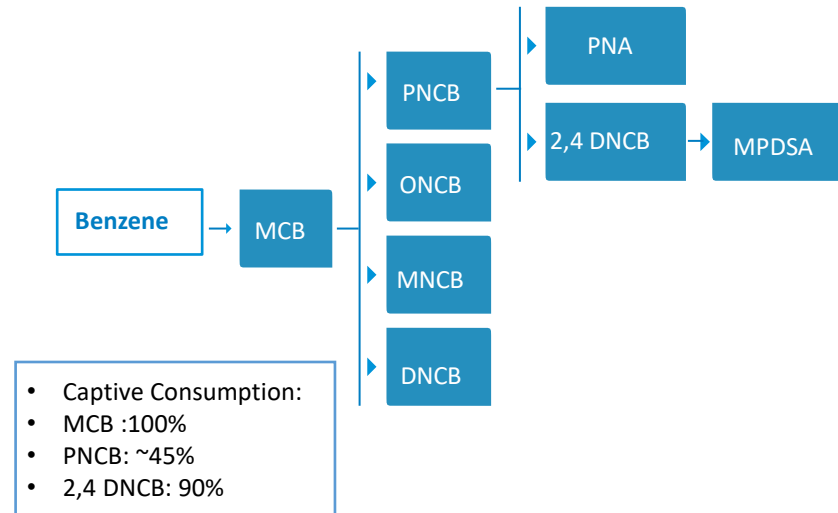 PNA
PNCB
2,4 DNCB
MPDSA
ONCB
Benzene
MCB
MNCB
DNCB
• Captive Consumption:
• MCB :100%
• PNCB: ~45%
• 2,4 DNCB: 90%